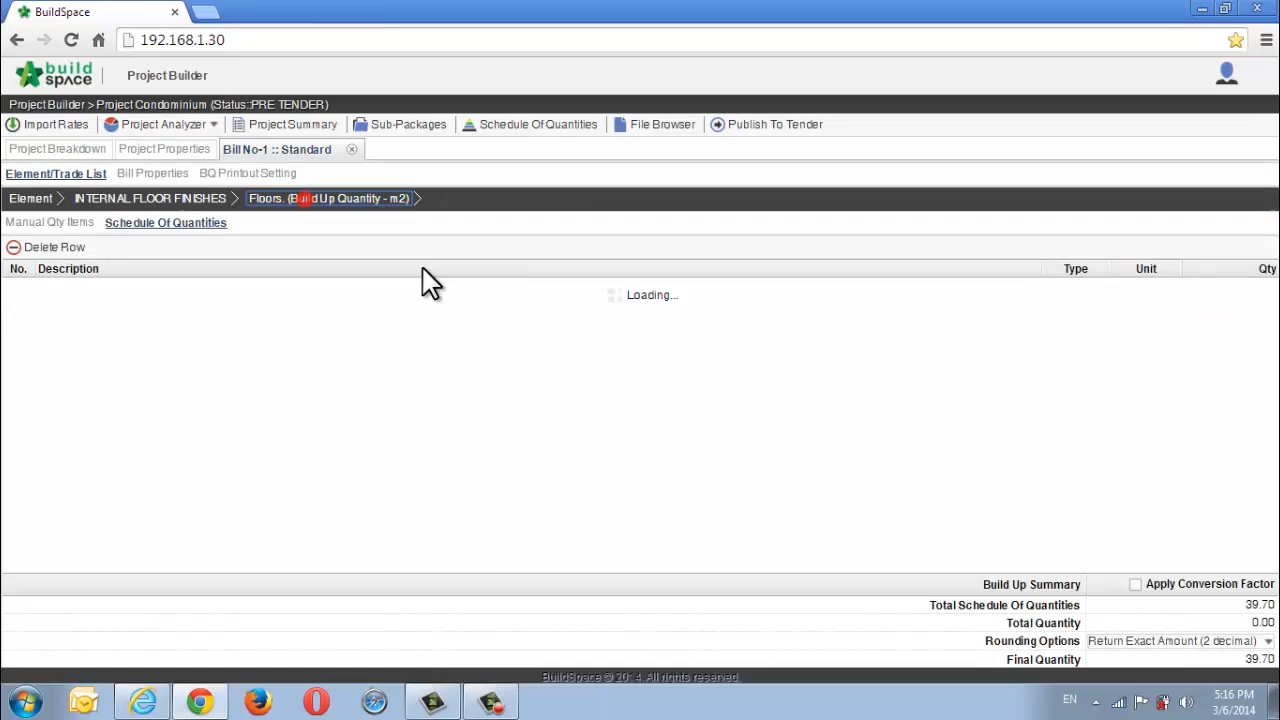 BuildSpace
192.168.1.30
build space
Project Builder
Project Builder > Project Condominium (Status::PRE TENDER)
Import Rates Project Analyzer Project Summary Sub-Packages Schedule Of Quantities File Browser Publish To Tender
Project Breakdown Project Properties Bill No-1 :: Standard
Element/Trade List Bill Properties BQ Printout Setting
Element INTERNAL FLOOR FINISHES Floors. (Build Up Quantity - m2)
Manual Qty Items Schedule Of Quantities
Delete Row
No. Description Type Unit Qty
Loading...
Build Up Summary Apply Conversion Factor
Total Schedule Of Quantities 39.70
Total Quantity 0.00
Rounding Options Return Exact Amount (2 decimal)
Final Quantity 39.70
BuildSpace © 2014. All rights reserved.
EN 5:16 PM
3/6/2014